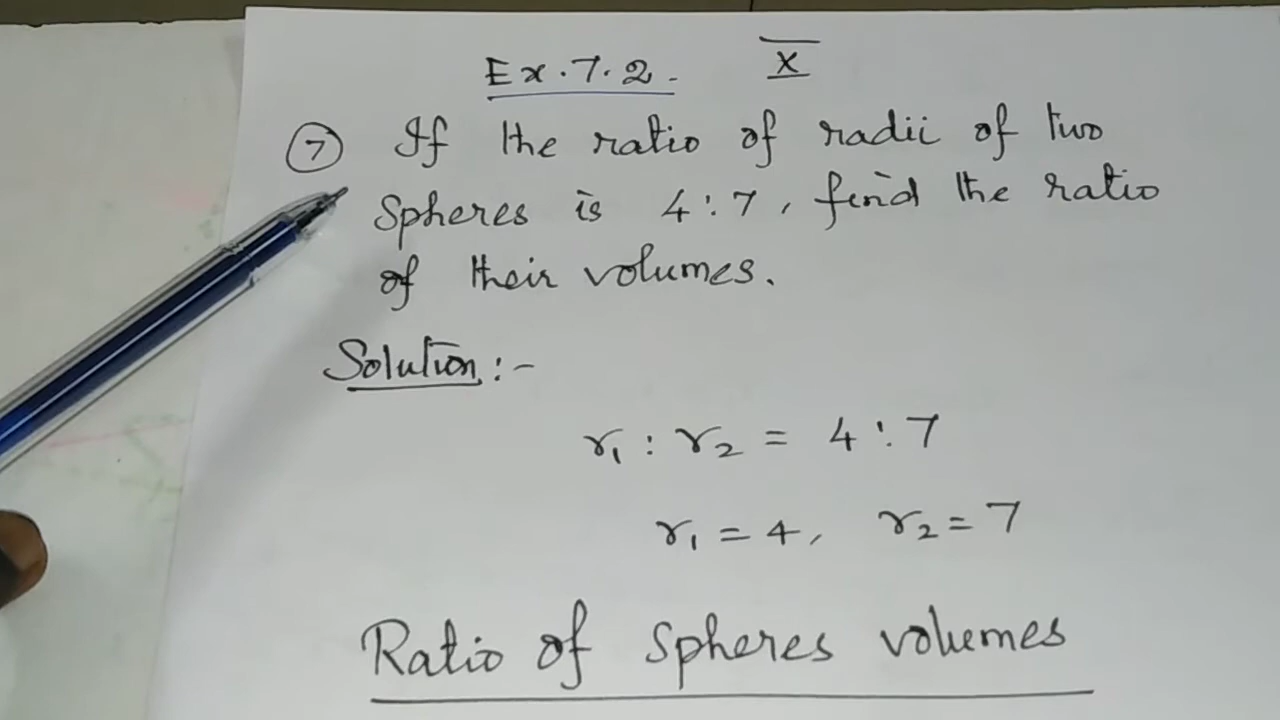 Ex. 7.2. X
7 If the ratio of radii of two
Spheres is 4:7, find the ratio
of their volumes.
Solution :-
r₁ : r₂ = 4 : 7
r₁ = 4, r₂ = 7
Ratio of Spheres volumes